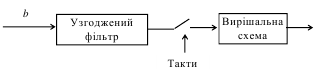 b
Узгоджений
фільтр
Вирішальна
схема
Такти